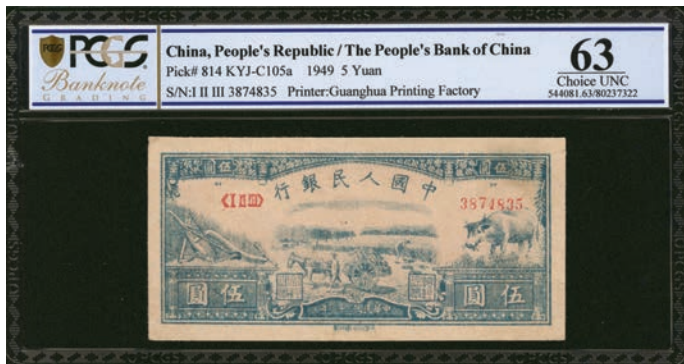 PCGS
Banknote
GRADING
China, People's Republic / The People's Bank of China
Pick# 814 KYJ-C105a 1949 5 Yuan
S/N:I II III 3874835 Printer:Guanghua Printing Factory
63
Choice UNC
544081.63/80237322
行銀民人國中
3874835
圓伍
圓伍